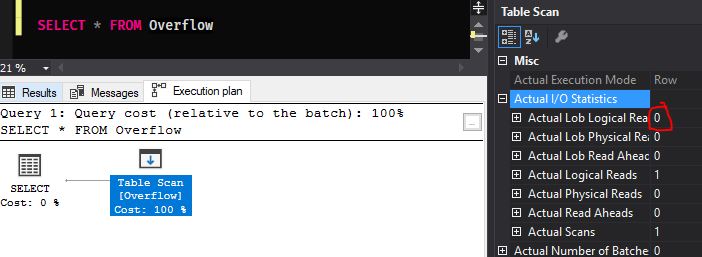 SELECT * FROM Overflow
21 %
Results Messages Execution plan
Query 1: Query cost (relative to the batch): 100%
SELECT * FROM Overflow
...
SELECT
Cost: 0 %
Table Scan
[Overflow]
Cost: 100 %
Table Scan
Misc
Actual Execution Mode Row
Actual I/O Statistics
Actual Lob Logical Rea 0
Actual Lob Physical Rea 0
Actual Lob Read Ahead 0
Actual Logical Reads 1
Actual Physical Reads 0
Actual Read Aheads 0
Actual Scans 1
Actual Number of Batche 0